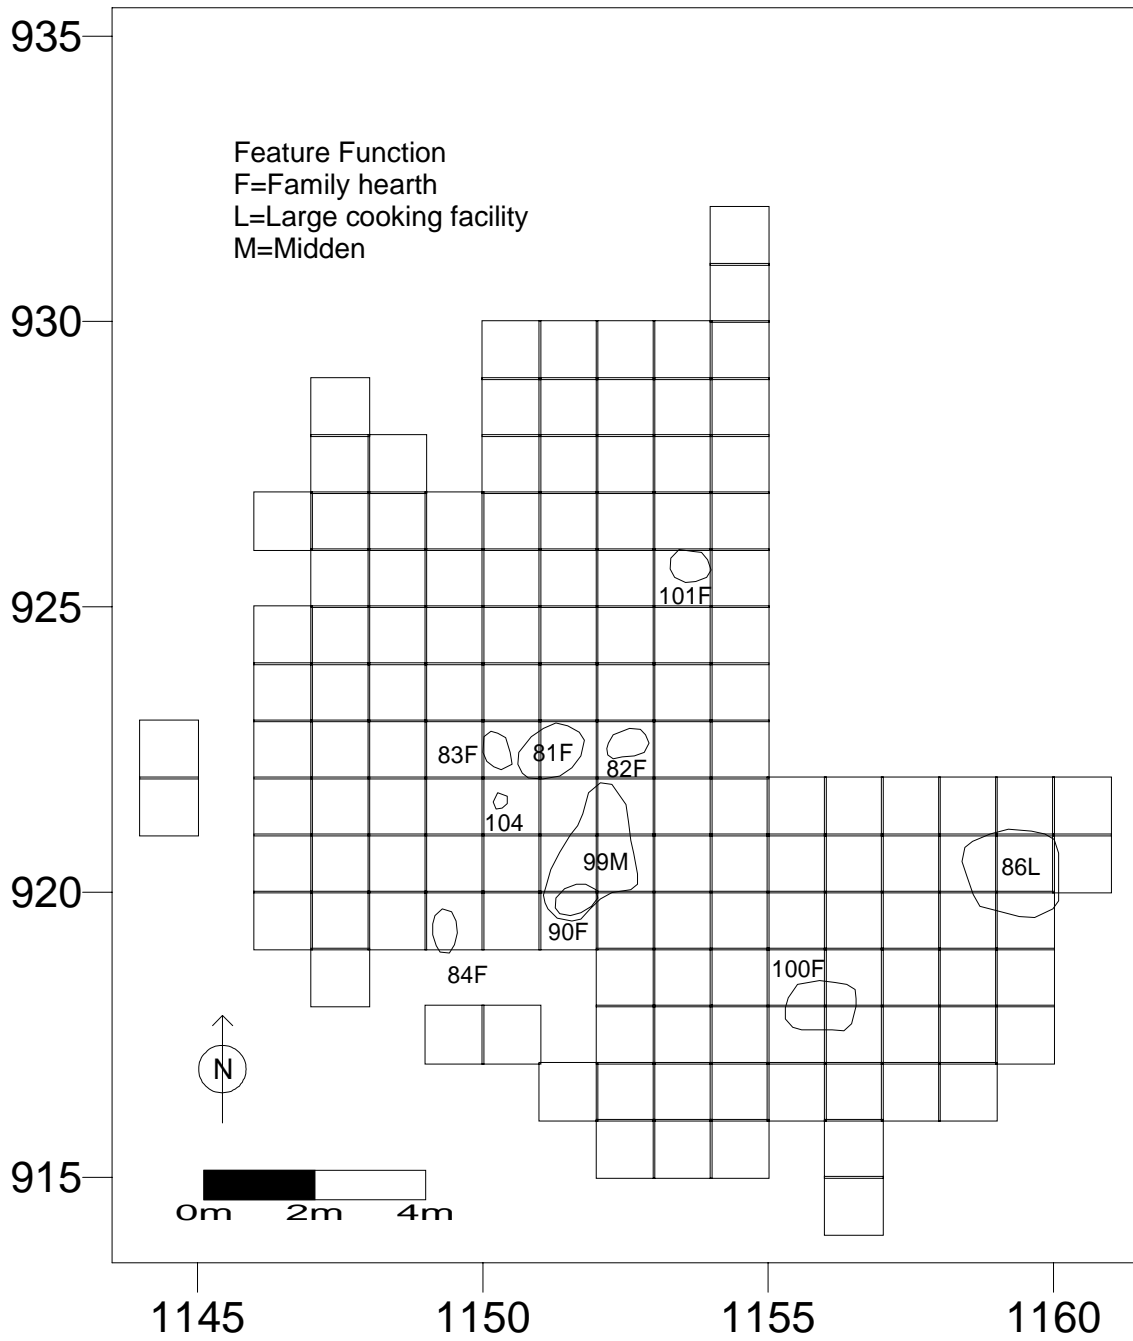 935
Feature Function
F=Family hearth
L=Large cooking facility
M=Midden
930
925
101F
83F
81F
82F
104
99M
86L
920
90F
84F
100F
N
915
0m 2m 4m
1145 1150 1155 1160